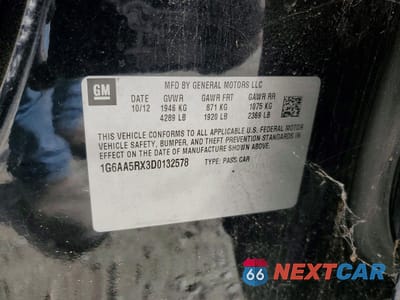 GM
MFD BY GENERAL MOTORS LLC
DATE GVWR GAWR FRT GAWR RR
10/12 1946 KG 871 KG 1075 KG
4289 LB 1920 LB 2369 LB
THIS VEHICLE CONFORMS TO ALL APPLICABLE U.S. FEDERAL MOTOR
VEHICLE SAFETY, BUMPER, AND THEFT PREVENTION STANDARDS IN
EFFECT ON THE DATE OF MANUFACTURE SHOWN ABOVE.
1G6AA5RX3D0132578 TYPE: PASS CAR
66 NEXTCAR